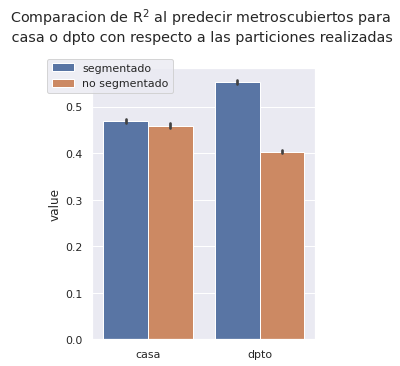 Comparacion de R² al predecir metroscubiertos para
casa o dpto con respecto a las particiones realizadas
segmentado
no segmentado
value
0.5
0.4
0.3
0.2
0.1
0.0
casa
dpto